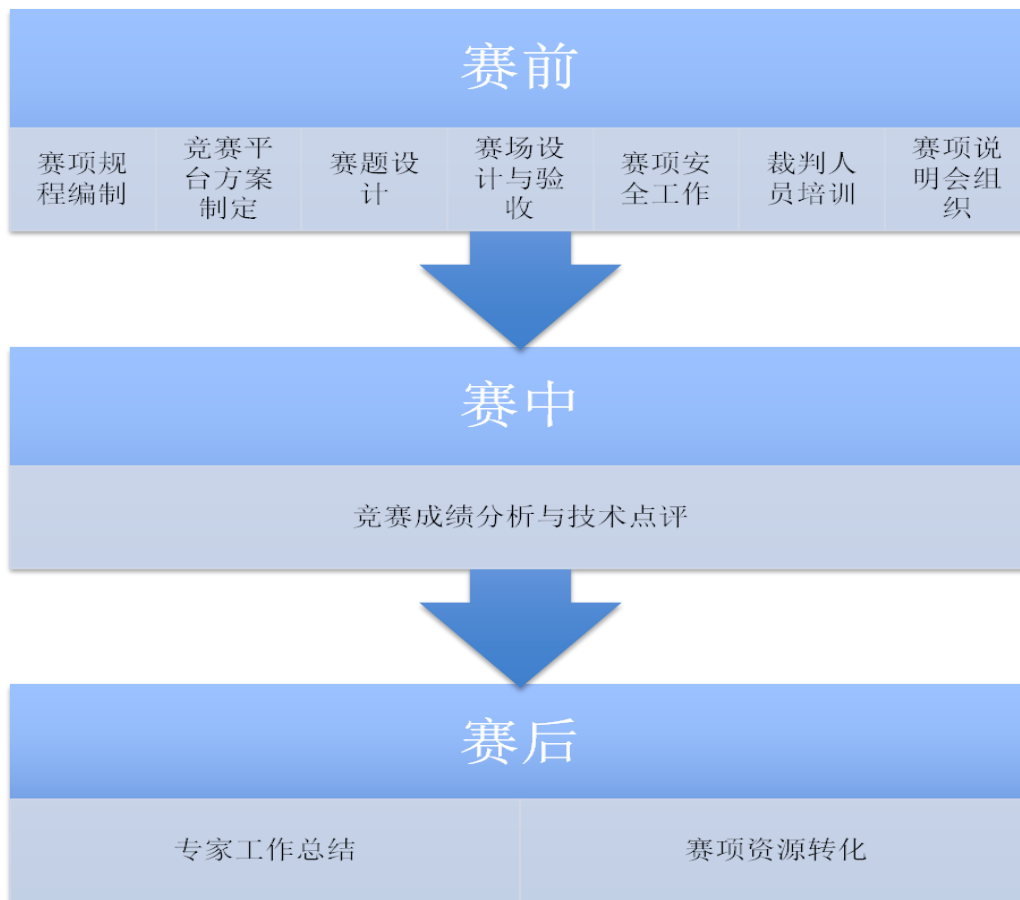 赛前
赛项规
程编制
竞赛平
台方案
制定
赛题设
计
赛场设
计与验
收
赛项安
全工作
裁判人
员培训
赛项说
明会组
织
赛中
竞赛成绩分析与技术点评
赛后
专家工作总结
赛项资源转化